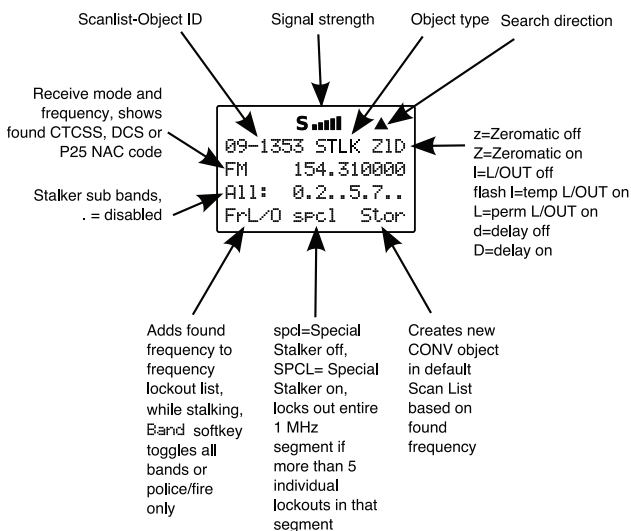 Scanlist-Object ID
Signal strength
Object type
Search direction
Receive mode and
frequency, shows
found CTCSS, DCS or
P25 NAC code
Stalker sub bands,
. = disabled
S
09-1353 STLK ZlD
FM 154.310000
All: 0.2..5.7..
FrL/O spcl Stor
z=Zeromatic off
Z=Zeromatic on
l=L/OUT off
flash l=temp L/OUT on
L=perm L/OUT on
d=delay off
D=delay on
Adds found
frequency to
frequency
lockout list,
while stalking,
Band softkey
toggles all
bands or
police/fire
only
spcl=Special
Stalker off,
SPCL= Special
Stalker on,
locks out entire
1 MHz
segment if
more than 5
individual
lockouts in that
segment
Creates new
CONV object
in default
Scan List
based on
found
frequency